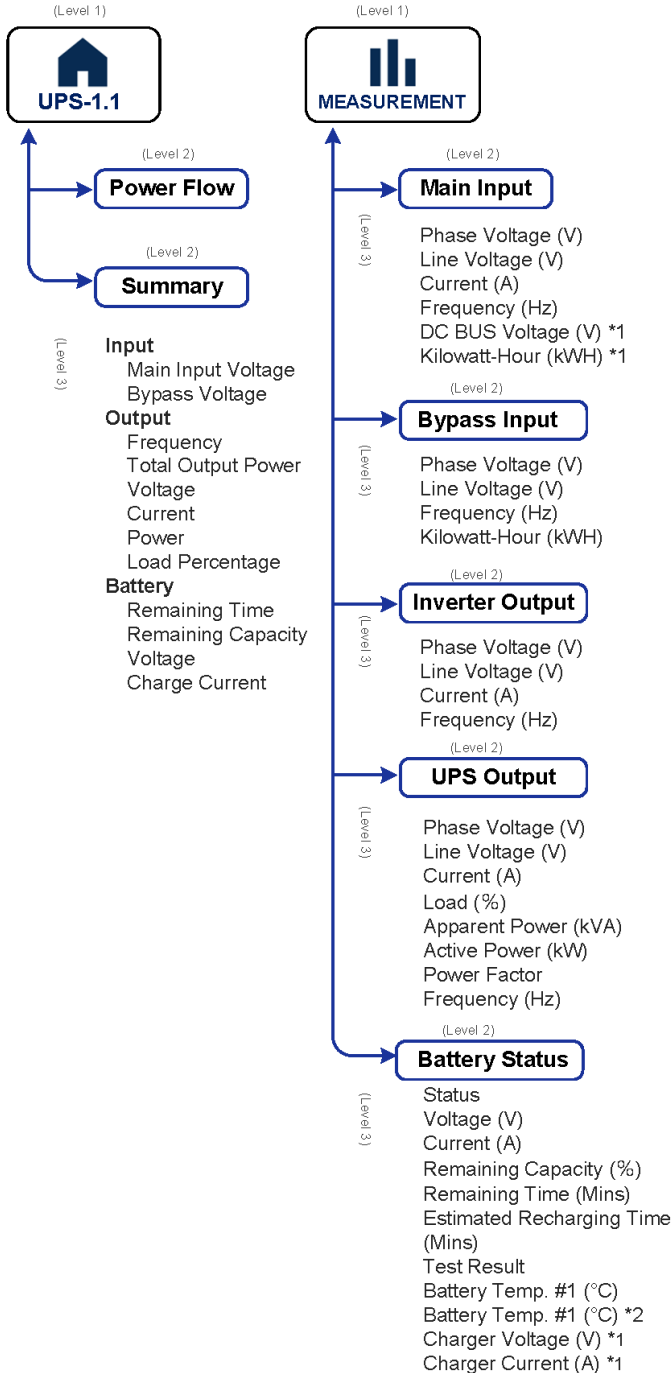 (Level 1)
UPS-1.1
(Level 2)
Power Flow
(Level 2)
Summary
(Level 3)
Input
Main Input Voltage
Bypass Voltage
Output
Frequency
Total Output Power
Voltage
Current
Power
Load Percentage
Battery
Remaining Time
Remaining Capacity
Voltage
Charge Current
(Level 1)
MEASUREMENT
(Level 2)
Main Input
(Level 3)
Phase Voltage (V)
Line Voltage (V)
Current (A)
Frequency (Hz)
DC BUS Voltage (V) *1
Kilowatt-Hour (kWH) *1
(Level 2)
Bypass Input
(Level 3)
Phase Voltage (V)
Line Voltage (V)
Frequency (Hz)
Kilowatt-Hour (kWH)
(Level 2)
Inverter Output
(Level 3)
Phase Voltage (V)
Line Voltage (V)
Current (A)
Frequency (Hz)
(Level 2)
UPS Output
(Level 3)
Phase Voltage (V)
Line Voltage (V)
Current (A)
Load (%)
Apparent Power (kVA)
Active Power (kW)
Power Factor
Frequency (Hz)
(Level 2)
Battery Status
(Level 3)
Status
Voltage (V)
Current (A)
Remaining Capacity (%)
Remaining Time (Mins)
Estimated Recharging Time
(Mins)
Test Result
Battery Temp. #1 (°C)
Battery Temp. #1 (°C) *2
Charger Voltage (V) *1
Charger Current (A) *1